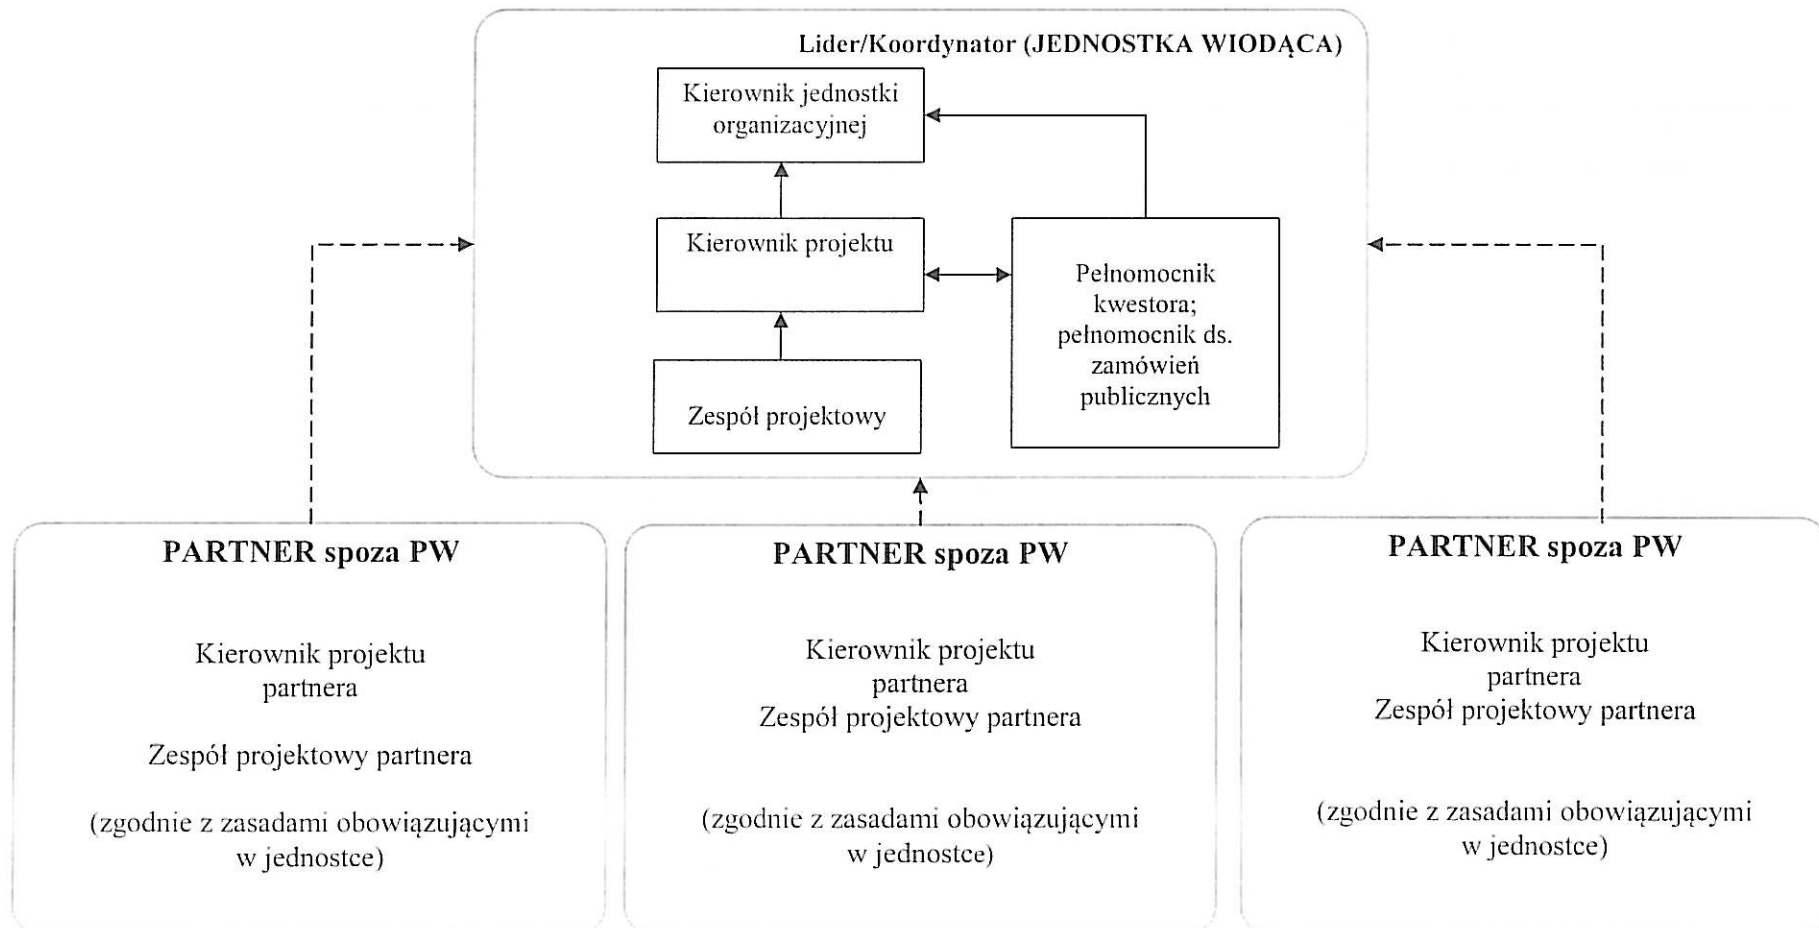 Lider/Koordynator (JEDNOSTKA WIODĄCA)
Kierownik jednostki
organizacyjnej
Kierownik projektu
Pełnomocnik
kwestora;
pełnomocnik ds.
zamówień
publicznych
Zespół projektowy
PARTNER spoza PW
Kierownik projektu
partnera
Zespół projektowy partnera
(zgodnie z zasadami obowiązującymi
w jednostce)
PARTNER spoza PW
Kierownik projektu
partnera
Zespół projektowy partnera
(zgodnie z zasadami obowiązującymi
w jednostce)
PARTNER spoza PW
Kierownik projektu
partnera
Zespół projektowy partnera
(zgodnie z zasadami obowiązującymi
w jednostce)